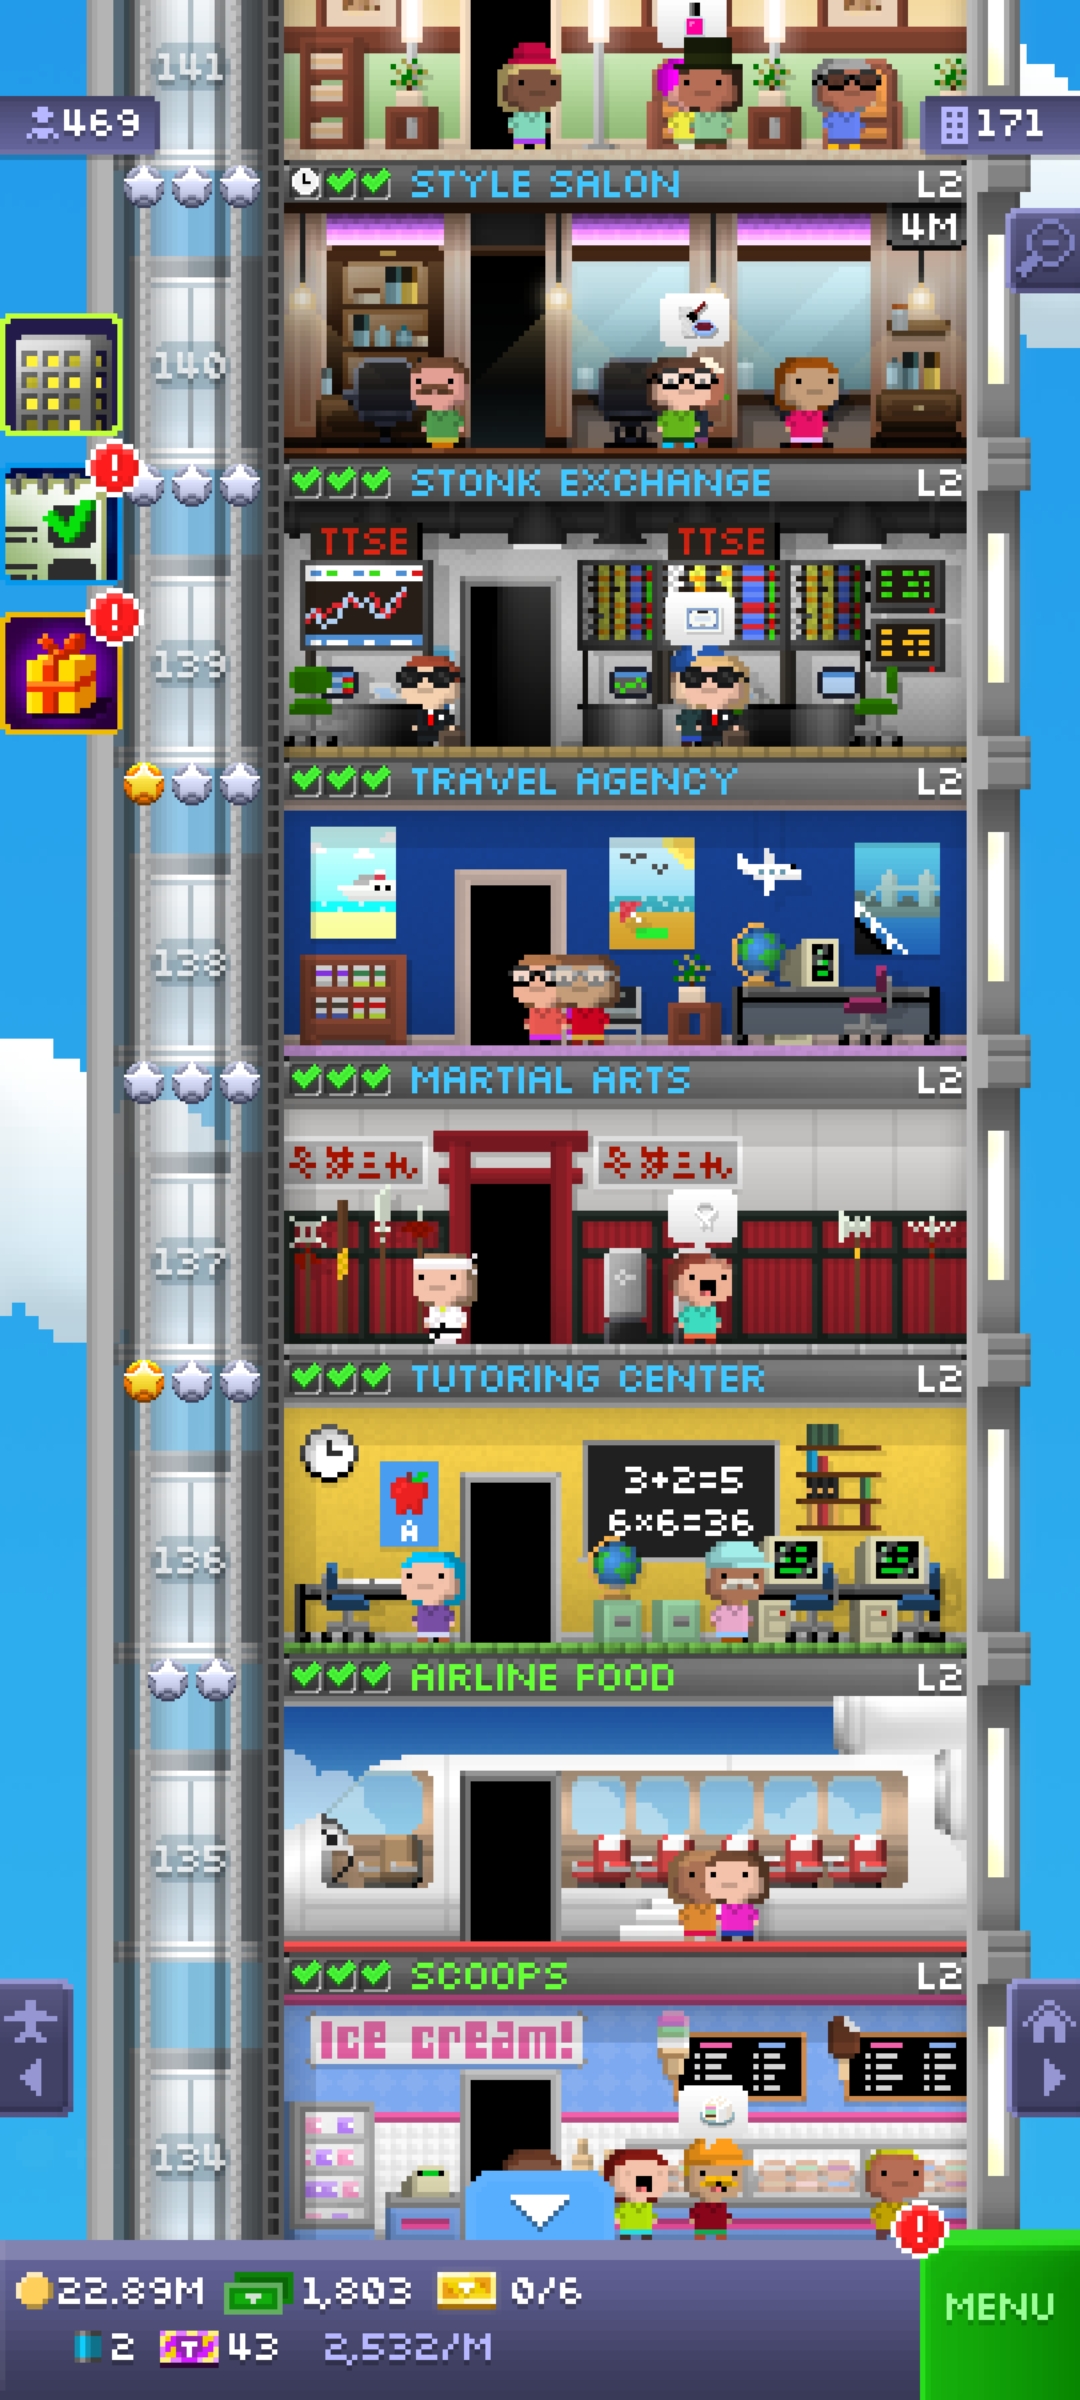 141
469
171
STYLE SALON L2
4M
140
STONK EXCHANGE L2
TTSE TTSE
139
TRAVEL AGENCY L2
138
MARTIAL ARTS L2
137
TUTORING CENTER L2
3+2=5
A
6×6=36
136
AIRLINE FOOD L2
135
SCOOPS L2
Ice cream!
134
22.89M 1,803 0/6
MENU
2 T 43 2,532/M